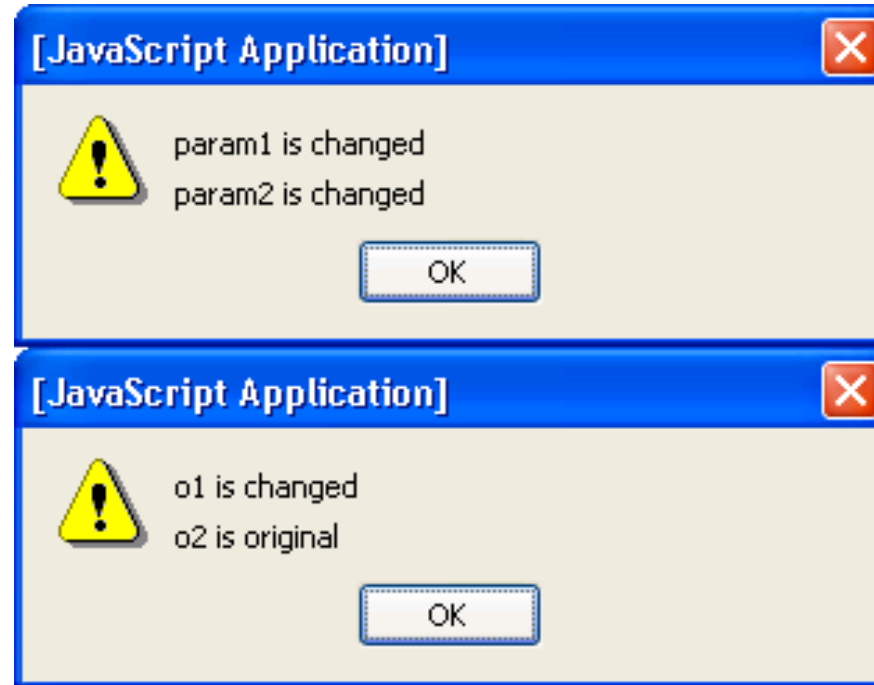 [JavaScript Application]
param1 is changed
param2 is changed
OK
[JavaScript Application]
o1 is changed
o2 is original
OK